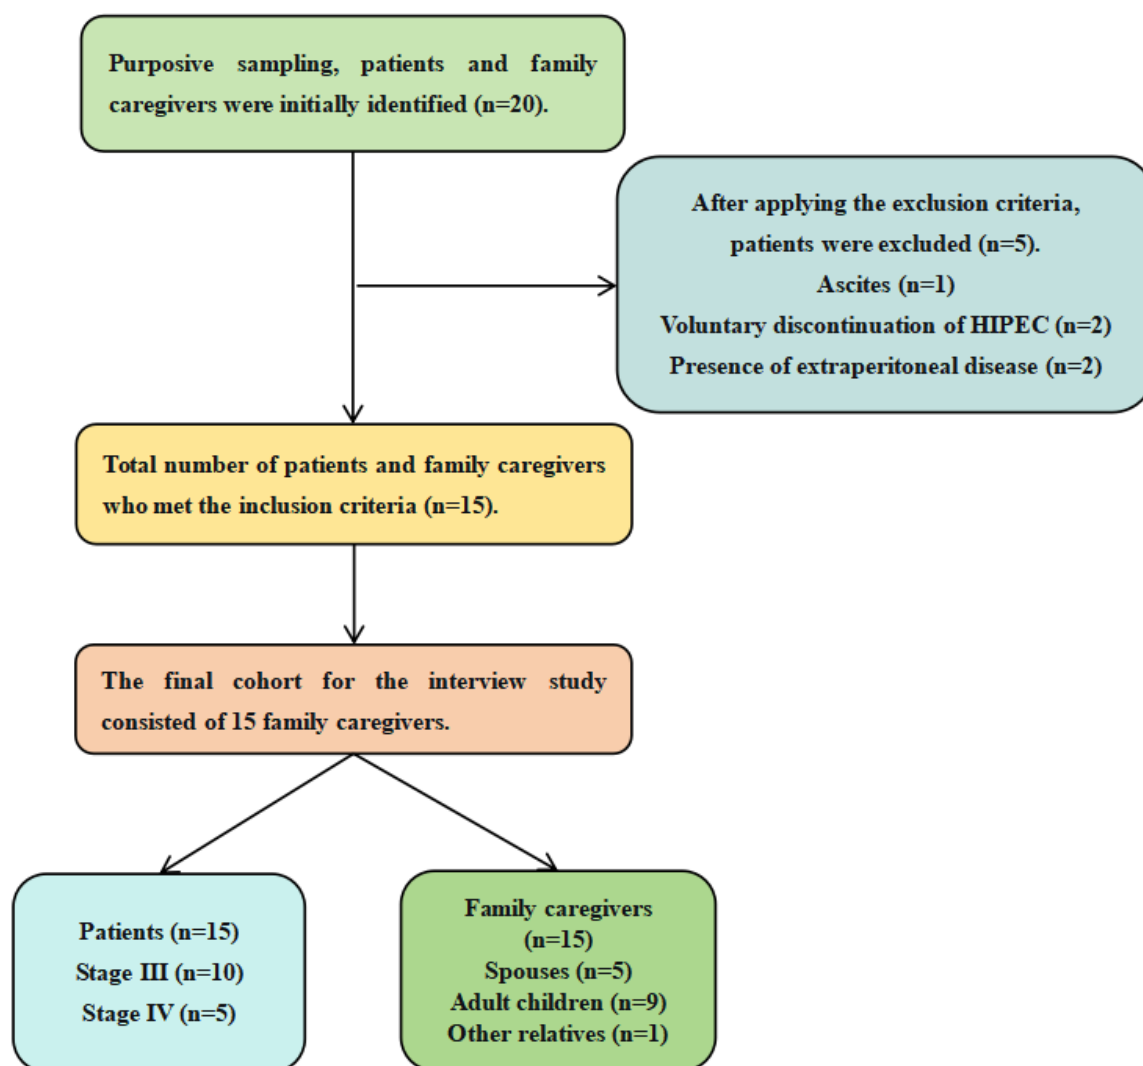 Purposive sampling, patients and family
caregivers were initially identified (n=20).
After applying the exclusion criteria,
patients were excluded (n=5).
Ascites (n=1)
Voluntary discontinuation of HIPEC (n=2)
Presence of extraperitoneal disease (n=2)
Total number of patients and family caregivers
who met the inclusion criteria (n=15).
The final cohort for the interview study
consisted of 15 family caregivers.
Patients (n=15)
Stage III (n=10)
Stage IV (n=5)
Family caregivers
(n=15)
Spouses (n=5)
Adult children (n=9)
Other relatives (n=1)